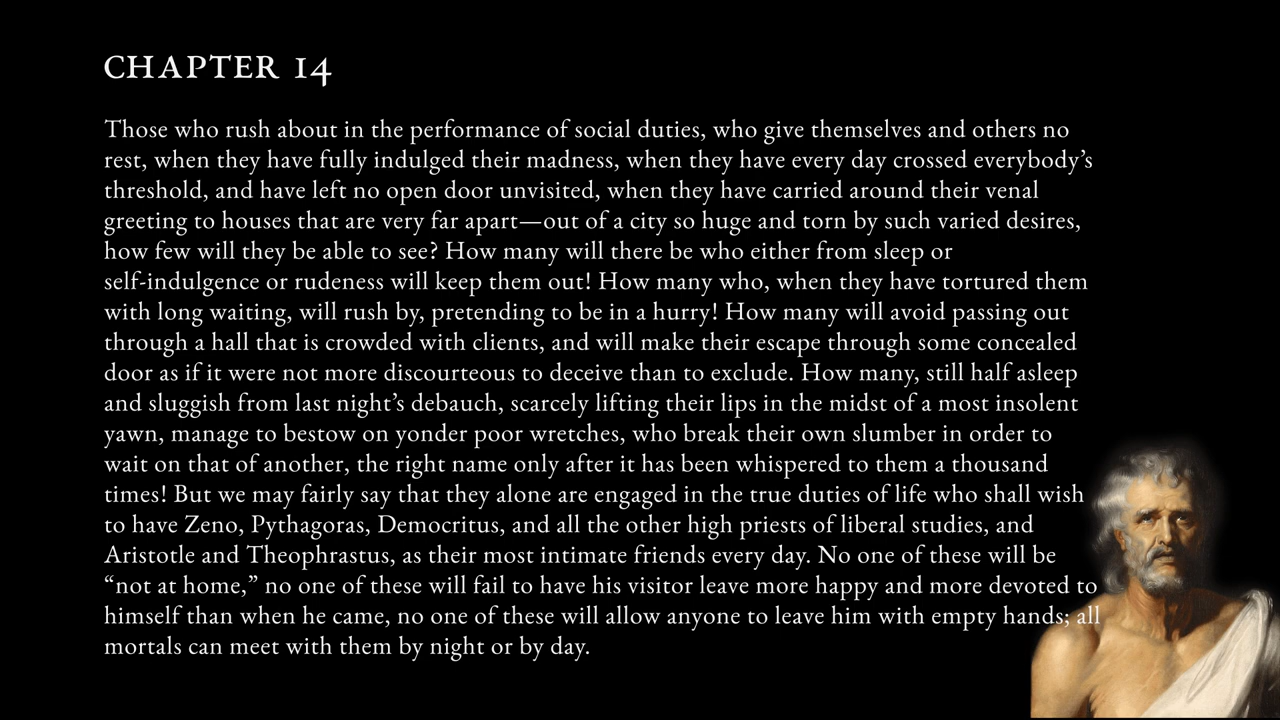 CHAPTER 14
Those who rush about in the performance of social duties, who give themselves and others no
rest, when they have fully indulged their madness, when they have every day crossed everybody’s
threshold, and have left no open door unvisited, when they have carried around their venal
greeting to houses that are very far apart—out of a city so huge and torn by such varied desires,
how few will they be able to see? How many will there be who either from sleep or
self-indulgence or rudeness will keep them out! How many who, when they have tortured them
with long waiting, will rush by, pretending to be in a hurry! How many will avoid passing out
through a hall that is crowded with clients, and will make their escape through some concealed
door as if it were not more discourteous to deceive than to exclude. How many, still half asleep
and sluggish from last night’s debauch, scarcely lifting their lips in the midst of a most insolent
yawn, manage to bestow on yonder poor wretches, who break their own slumber in order to
wait on that of another, the right name only after it has been whispered to them a thousand
times! But we may fairly say that they alone are engaged in the true duties of life who shall wish
to have Zeno, Pythagoras, Democritus, and all the other high priests of liberal studies, and
Aristotle and Theophrastus, as their most intimate friends every day. No one of these will be
“not at home,” no one of these will fail to have his visitor leave more happy and more devoted to
himself than when he came, no one of these will allow anyone to leave him with empty hands; all
mortals can meet with them by night or by day.